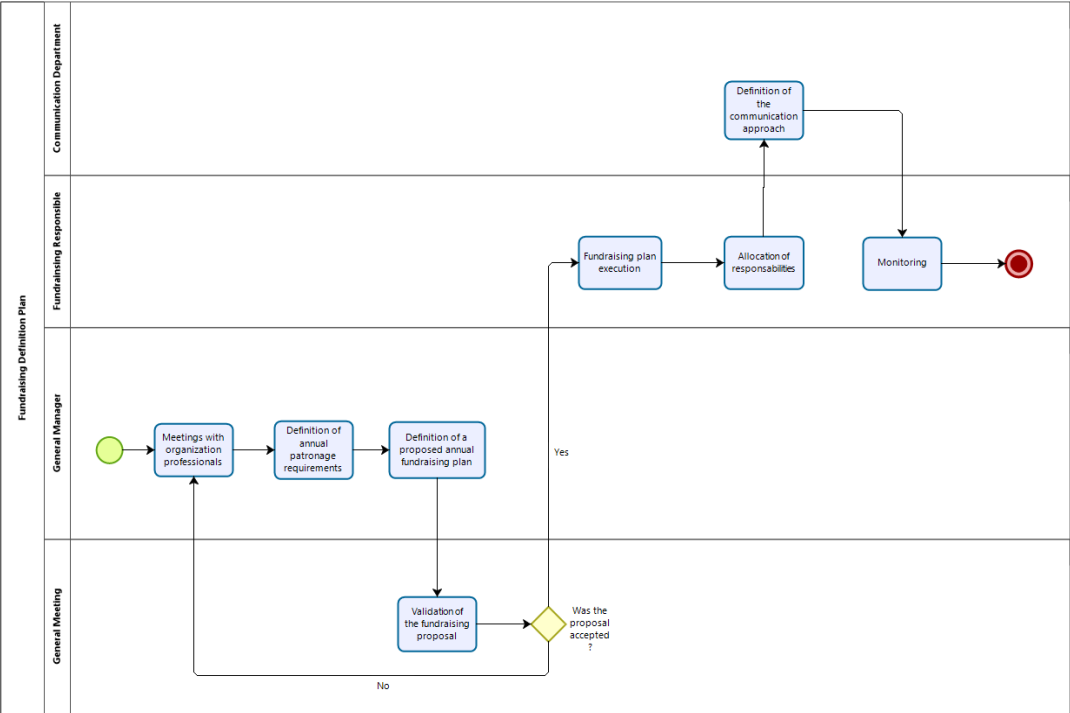 Fundraising Definition Plan
Communication Department
Definition of
the
communication
approach
Fundrainsing Responsible
Fundraising plan
execution
Allocation of
responsabilities
Monitoring
General Manager
Meetings with
organization
professionals
Definition of
annual
patronage
requirements
Definition of a
proposed annual
fundraising plan
Yes
General Meeting
Validation of
the fundraising
proposal
Was the
proposal
accepted
?
No